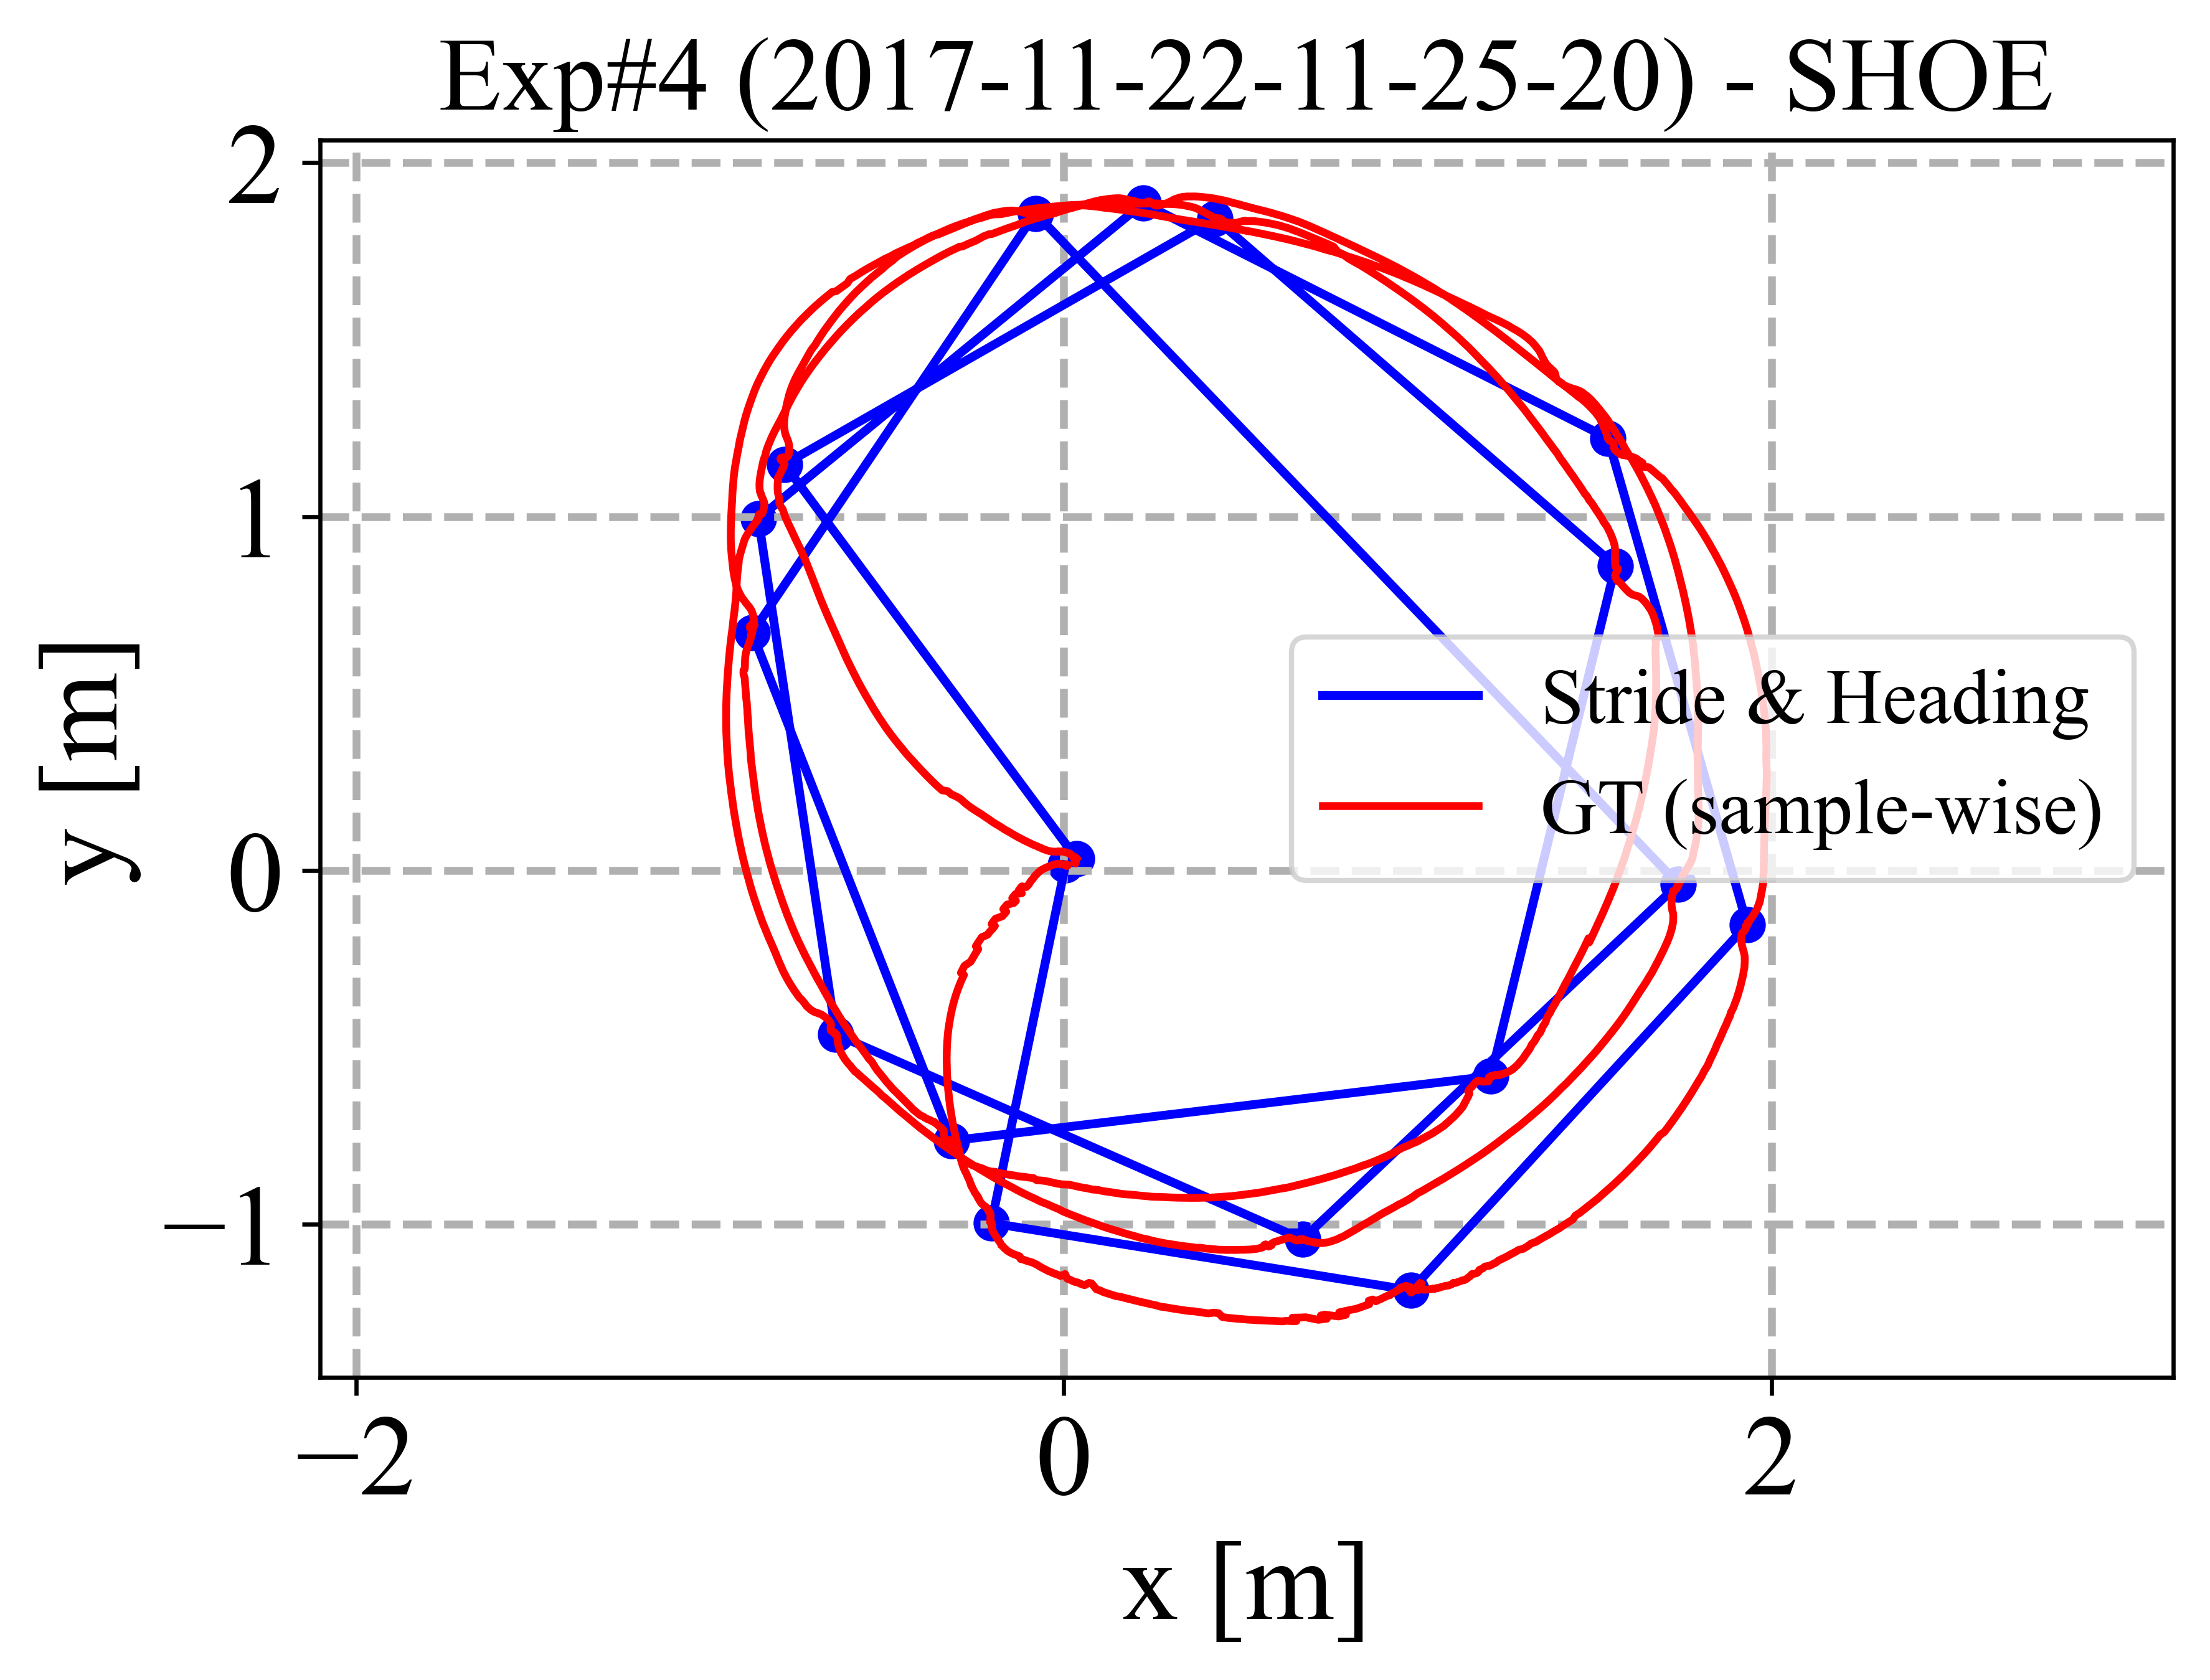 Exp#4 (2017-11-22-11-25-20) - SHOE
2
1
0
−1
y [m]
Stride & Heading
GT (sample-wise)
−2
0
2
x [m]